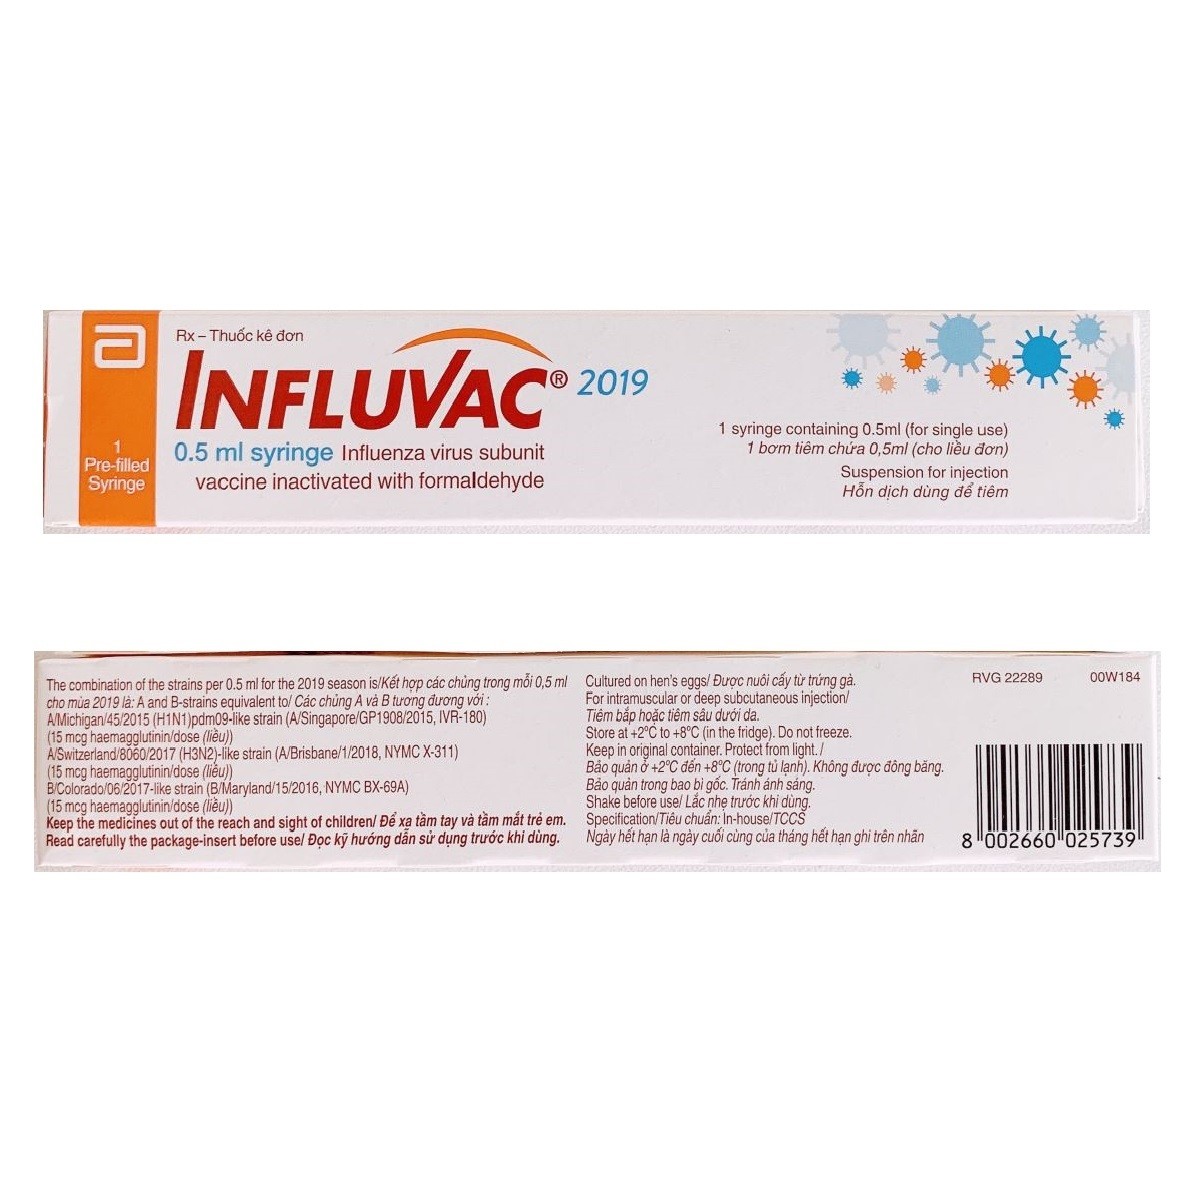 Rx – Thuốc kê đơn
INFLUVAC® 2019
0.5 ml syringe Influenza virus subunit
vaccine inactivated with formaldehyde
1
Pre-filled
Syringe
1 syringe containing 0.5ml (for single use)
1 bơm tiêm chứa 0,5ml (cho liều đơn)
Suspension for injection
Hỗn dịch dùng để tiêm
The combination of the strains per 0.5 ml for the 2019 season is/Kết hợp các chủng trong mỗi 0,5 ml
cho mùa 2019 là: A and B-strains equivalent to/ Các chủng A và B tương đương với:
A/Michigan/45/2015 (H1N1)pdm09-like strain (A/Singapore/GP1908/2015, IVR-180)
(15 mcg haemagglutinin/dose (liều))
A/Switzerland/8060/2017 (H3N2)-like strain (A/Brisbane/1/2018, NYMC X-311)
(15 mcg haemagglutinin/dose (liều))
B/Colorado/06/2017-like strain (B/Maryland/15/2016, NYMC BX-69A)
(15 mcg haemagglutinin/dose (liều))
Keep the medicines out of the reach and sight of children/ Để xa tầm tay và tầm mắt trẻ em.
Read carefully the package-insert before use/ Đọc kỹ hướng dẫn sử dụng trước khi dùng.
Cultured on hen's eggs/ Được nuôi cấy từ trứng gà.
For intramuscular or deep subcutaneous injection/
Tiêm bắp hoặc tiêm sâu dưới da.
Store at +2°C to +8°C (in the fridge). Do not freeze.
Keep in original container. Protect from light. /
Bảo quản ở +2°C đến +8°C (trong tủ lạnh). Không được đông băng.
Bảo quản trong bao bì gốc. Tránh ánh sáng.
Shake before use/ Lắc nhẹ trước khi dùng.
Specification/Tiêu chuẩn: In-house/TCCS
Ngày hết hạn là ngày cuối cùng của tháng hết hạn ghi trên nhãn
RVG 22289 00W184
8 002660 025739